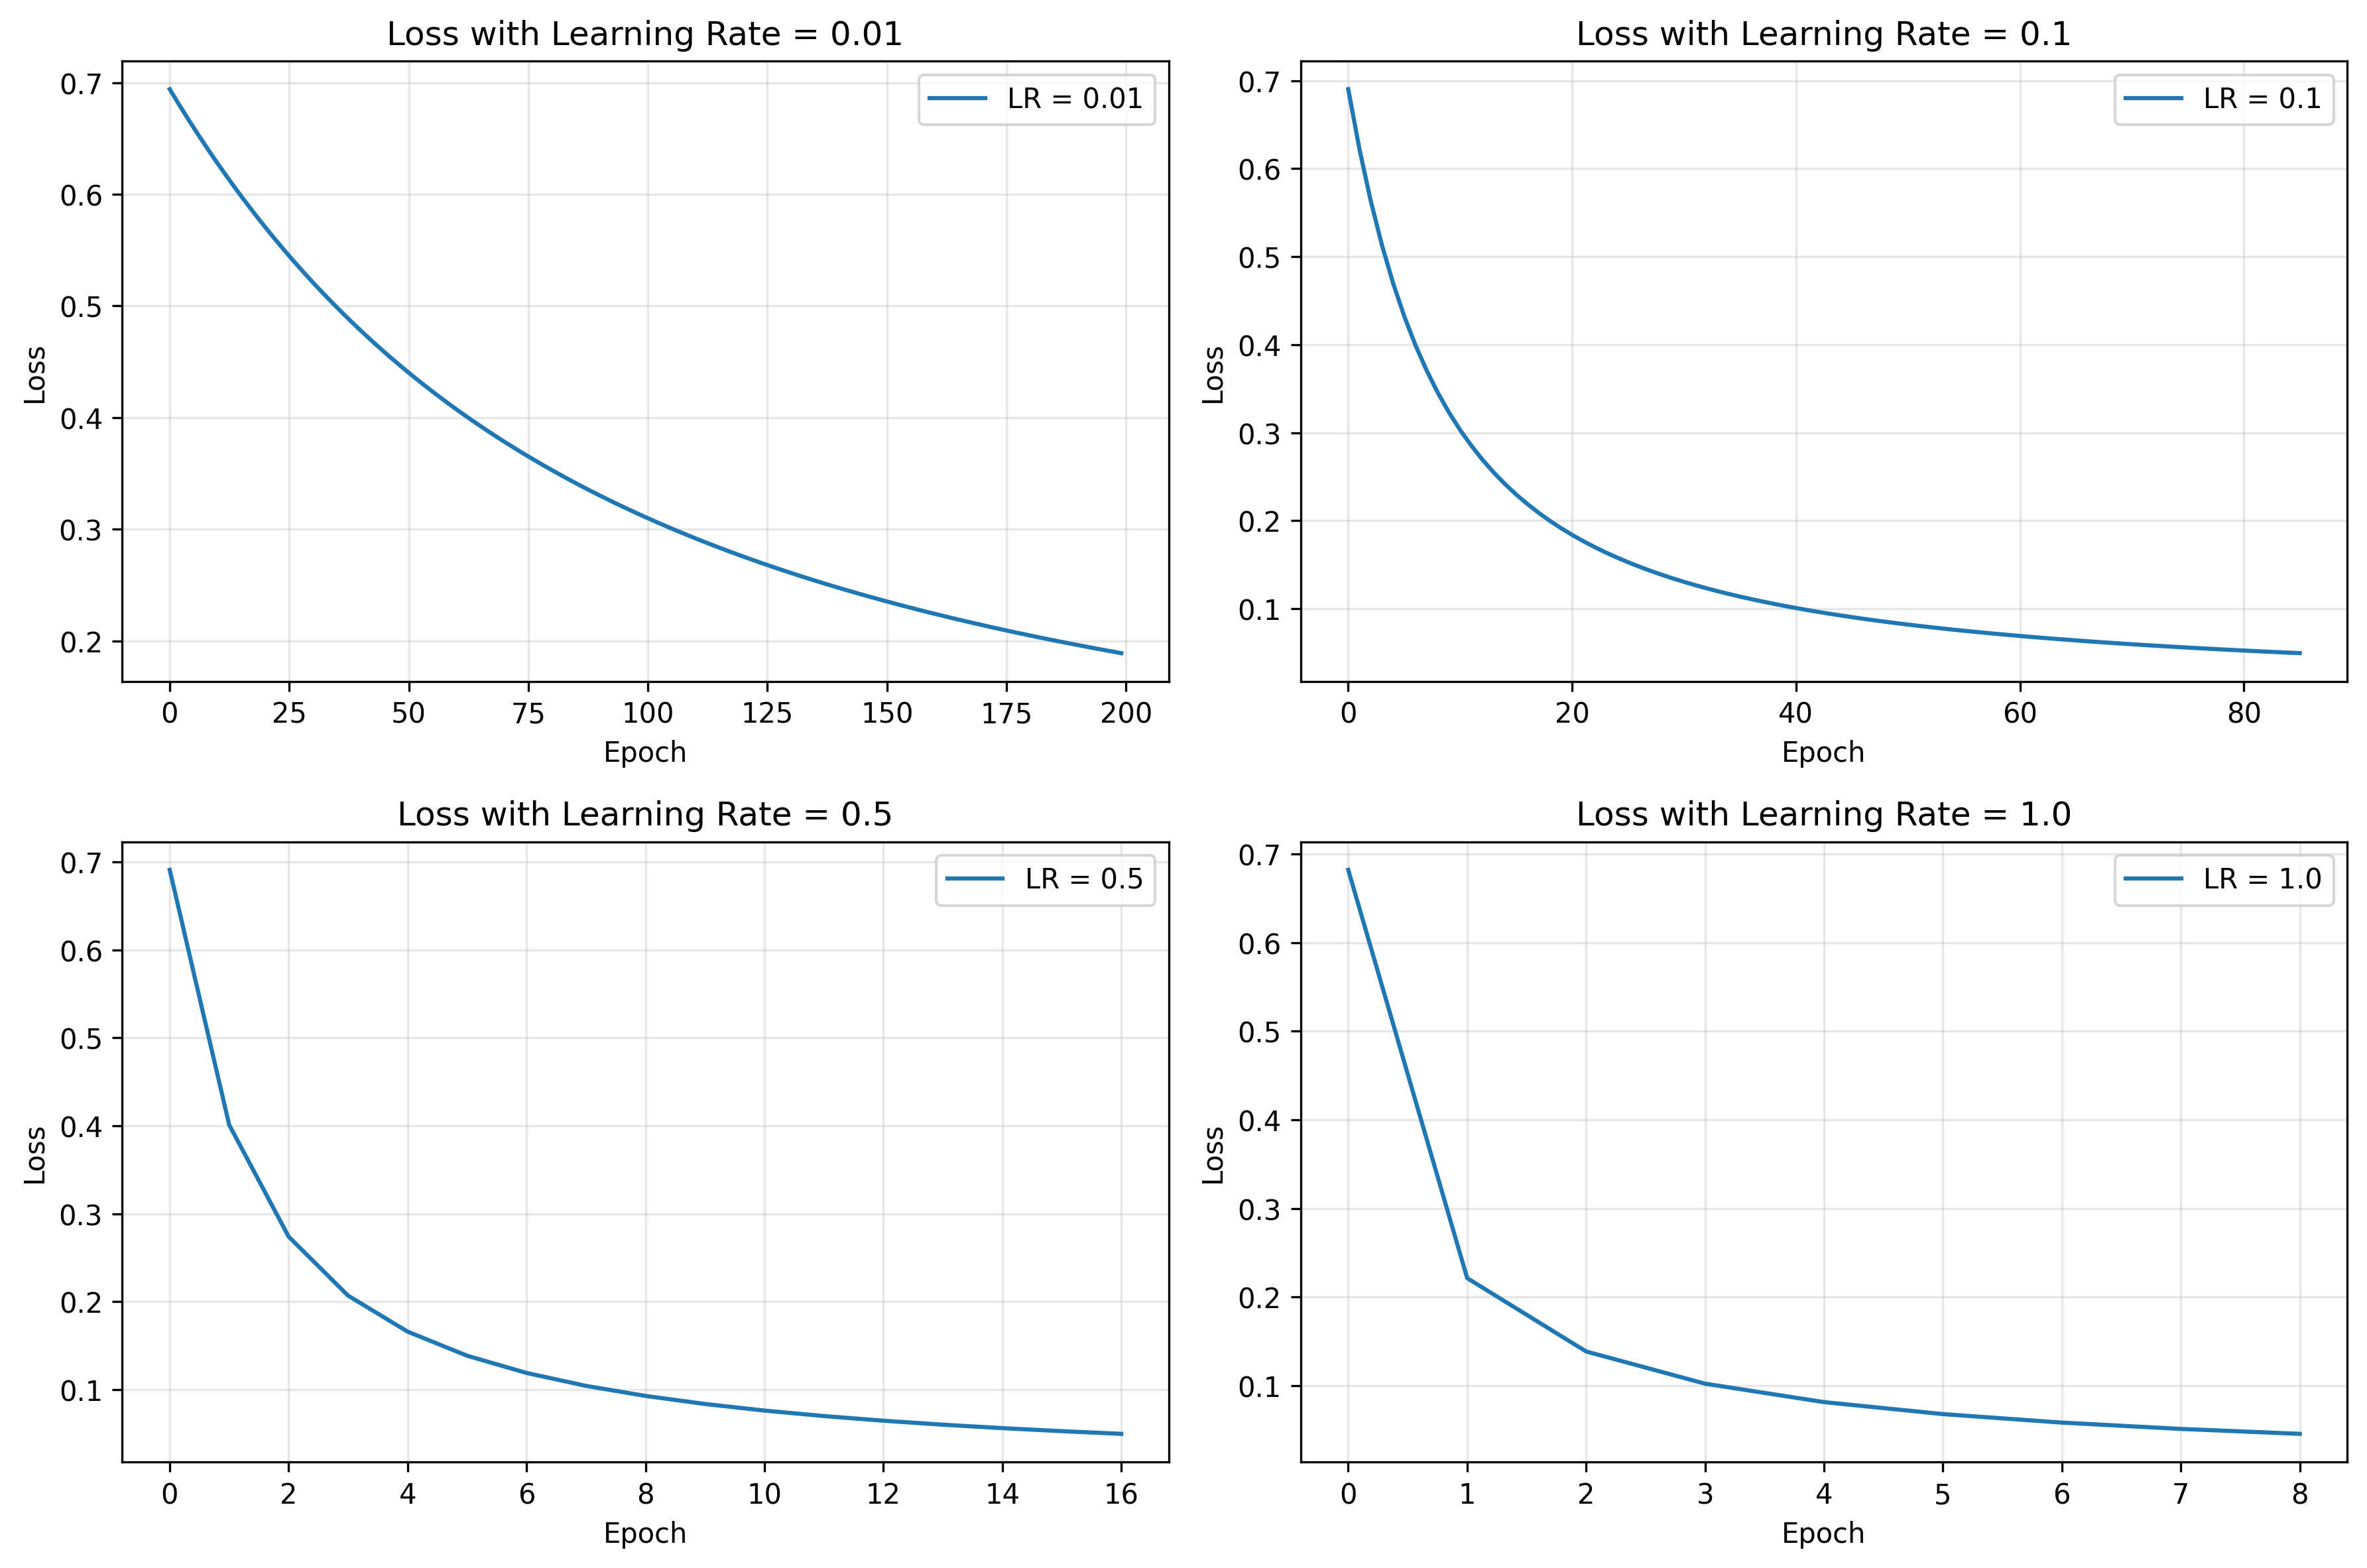 Loss with Learning Rate = 0.01
LR = 0.01
Loss
0.7
0.6
0.5
0.4
0.3
0.2
0 25 50 75 100 125 150 175 200
Epoch
Loss with Learning Rate = 0.1
LR = 0.1
Loss
0.7
0.6
0.5
0.4
0.3
0.2
0.1
0 20 40 60 80
Epoch
Loss with Learning Rate = 0.5
LR = 0.5
Loss
0.7
0.6
0.5
0.4
0.3
0.2
0.1
0 2 4 6 8 10 12 14 16
Epoch
Loss with Learning Rate = 1.0
LR = 1.0
Loss
0.7
0.6
0.5
0.4
0.3
0.2
0.1
0 1 2 3 4 5 6 7 8
Epoch